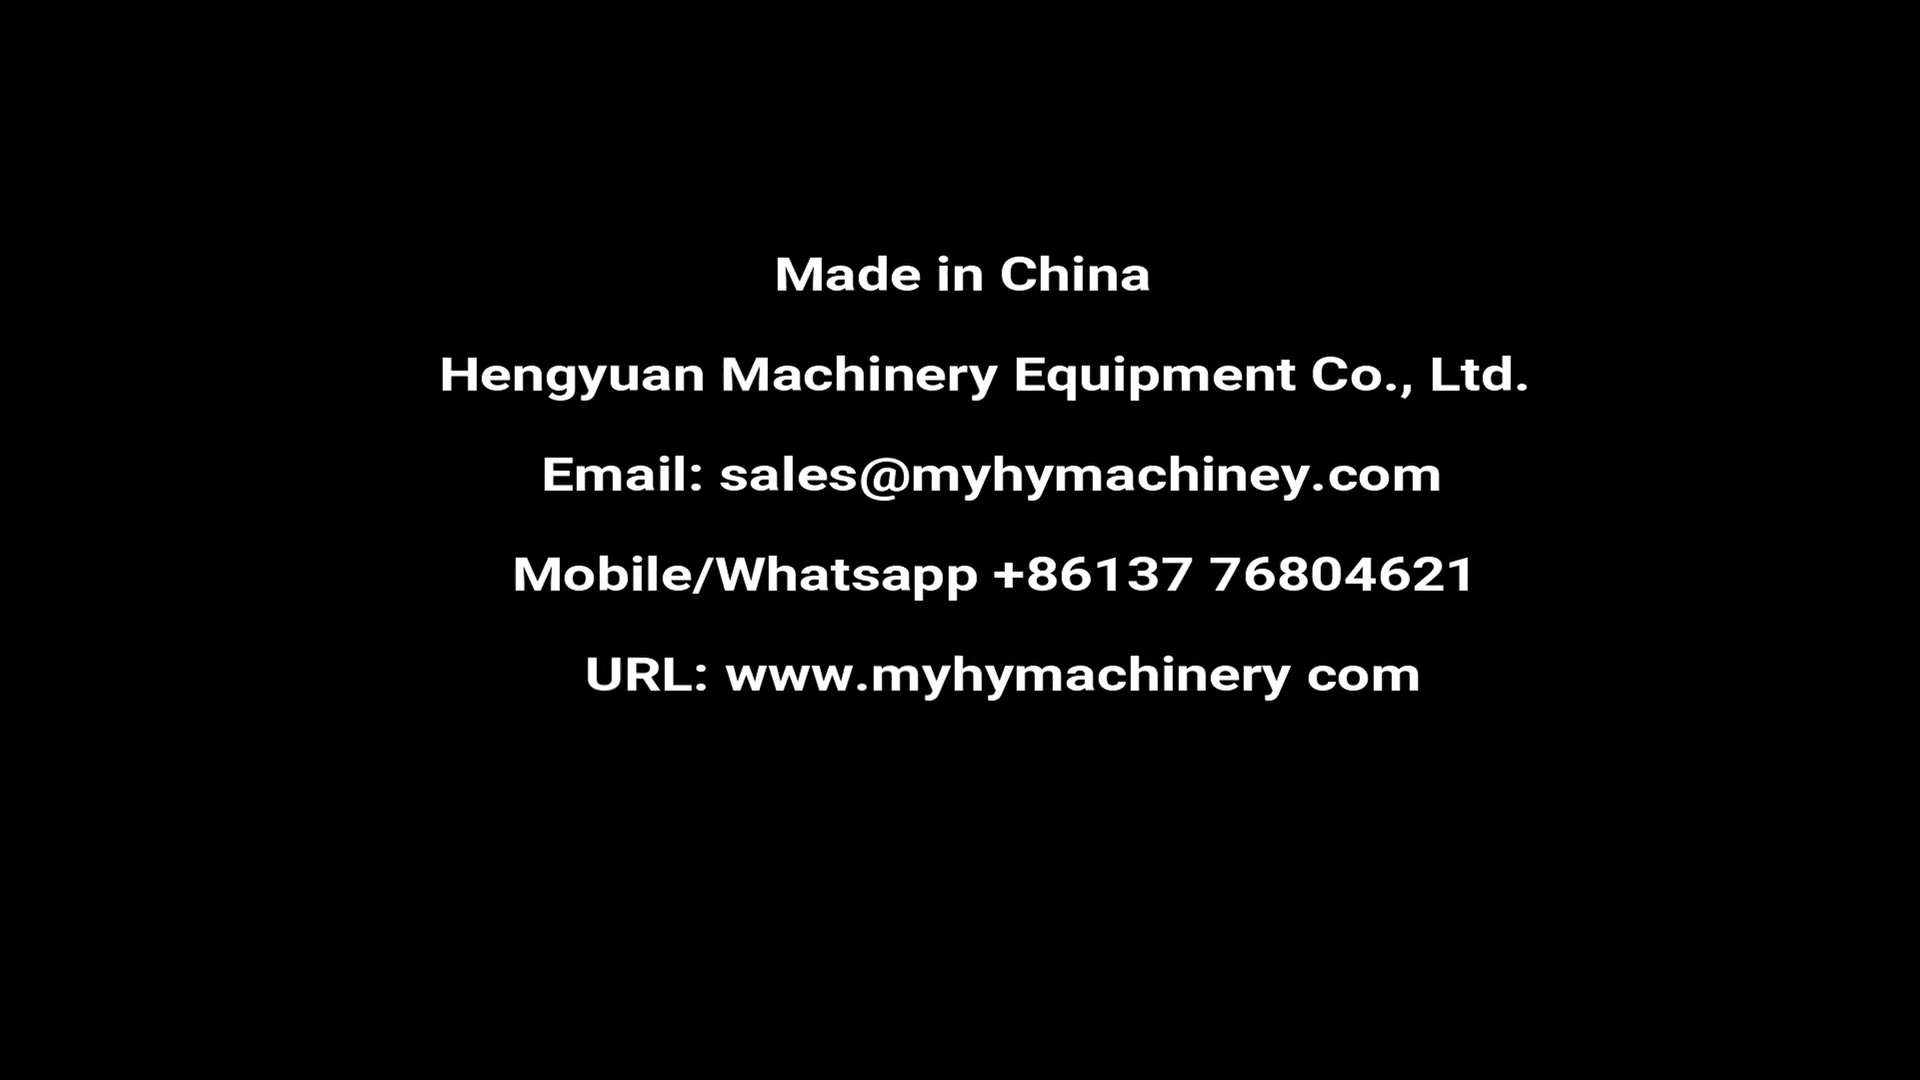 Made in China
Hengyuan Machinery Equipment Co., Ltd.
Email: sales@myhymachiney.com
Mobile/Whatsapp +86137 76804621
URL: www.myhymachinery com